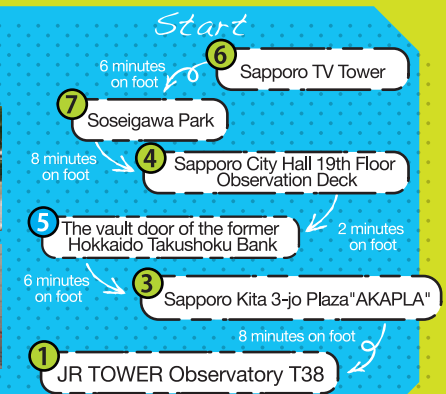 Start
6
6 minutes
on foot
Sapporo TV Tower
7
Soseigawa Park
8 minutes
on foot
4
Sapporo City Hall 19th Floor
Observation Deck
5
The vault door of the former
Hokkaido Takushoku Bank
2 minutes
on foot
6 minutes
on foot
3
Sapporo Kita 3-jo Plaza"AKAPLA"
8 minutes on foot
1
JR TOWER Observatory T38